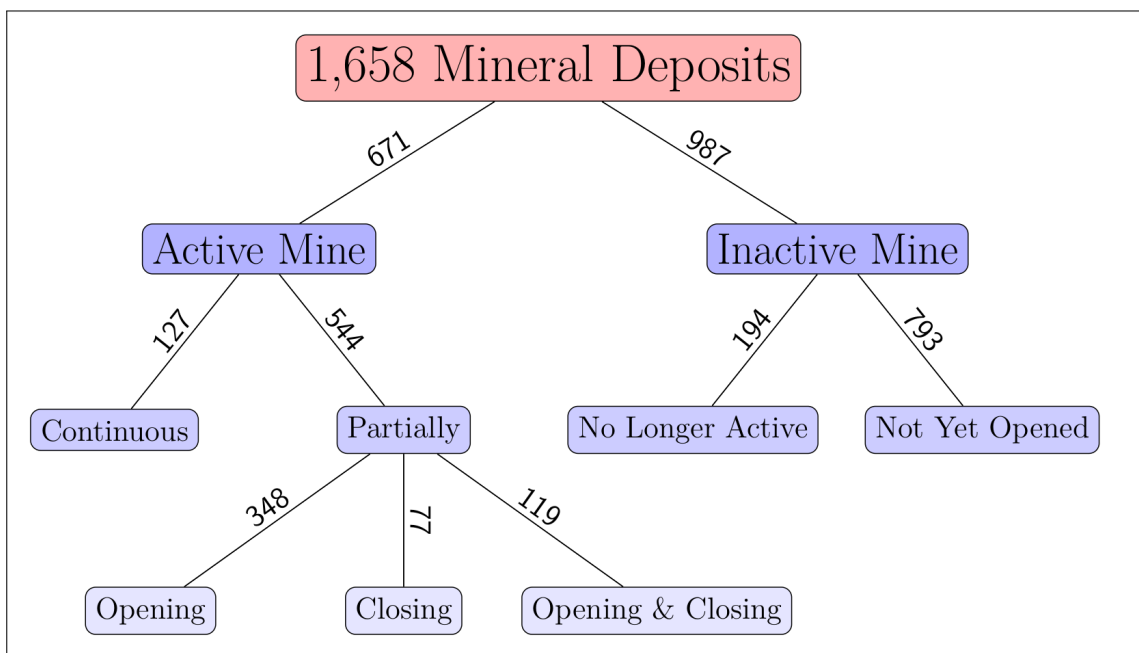 1,658 Mineral Deposits
671
987
Active Mine
Inactive Mine
127
544
194
793
Continuous
Partially
No Longer Active
Not Yet Opened
348
77
119
Opening
Closing
Opening & Closing